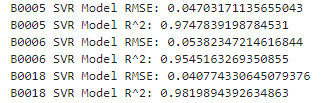 B0005 SVR Model RMSE: 0.04703171135655043
B0005 SVR Model R^2: 0.9747839198784531
B0006 SVR Model RMSE: 0.05382347214616844
B0006 SVR Model R^2: 0.9545163269350855
B0018 SVR Model RMSE: 0.040774330645079376
B0018 SVR Model R^2: 0.9819894392634863